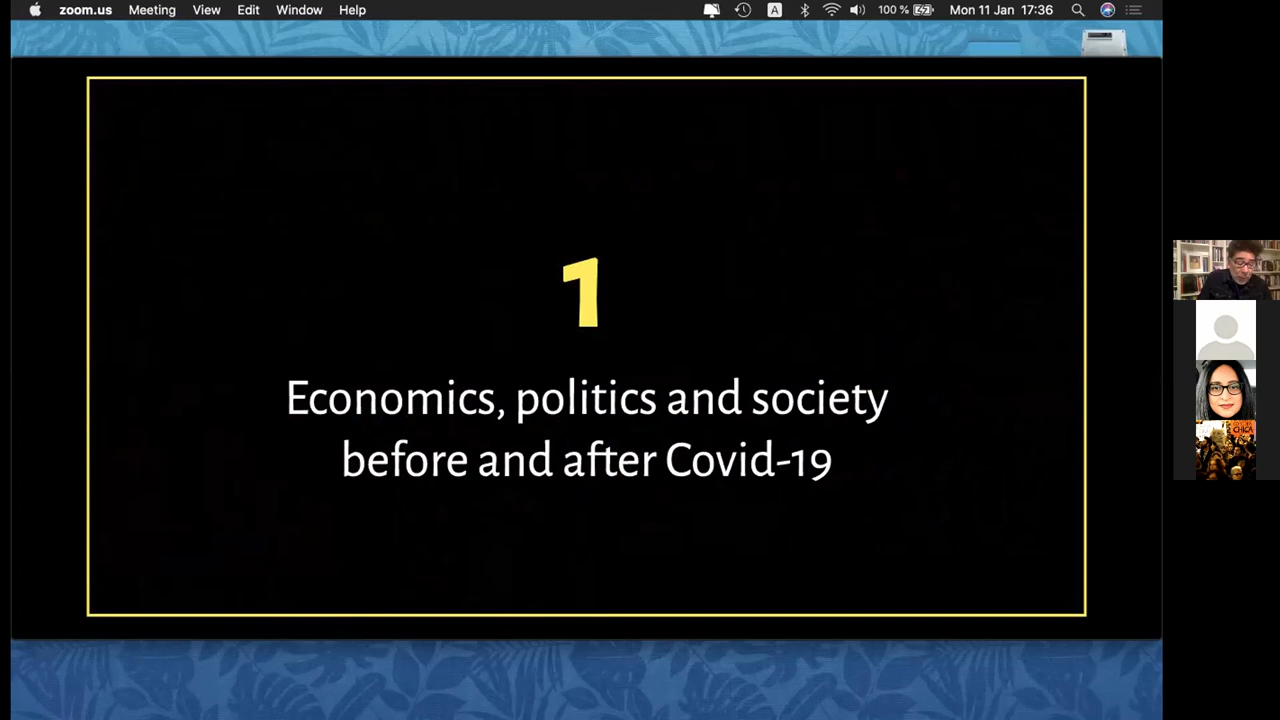 zoom.us Meeting View Edit Window Help A 100 % Mon 11 Jan 17:36
1
Economics, politics and society
before and after Covid-19
CHICA